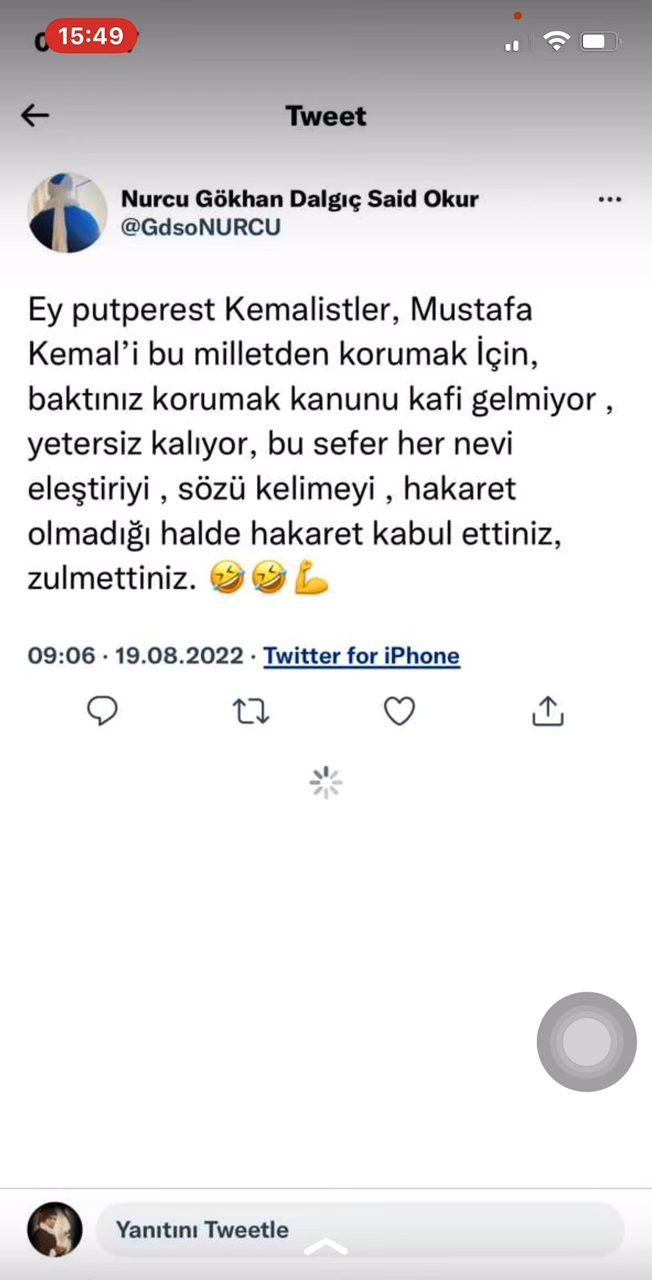 15:49
Tweet
Nurcu Gökhan Dalgıç Said Okur
@GdsoNURCU
Ey putperest Kemalistler, Mustafa
Kemal’i bu milletden korumak İçin,
baktınız korumak kanunu kafi gelmiyor ,
yetersiz kalıyor, bu sefer her nevi
eleştiriyi , sözü kelimeyi , hakaret
olmadığı halde hakaret kabul ettiniz,
zulmettiniz. 🤣🤣💪
09:06 · 19.08.2022 · Twitter for iPhone
Yanıtını Tweetle